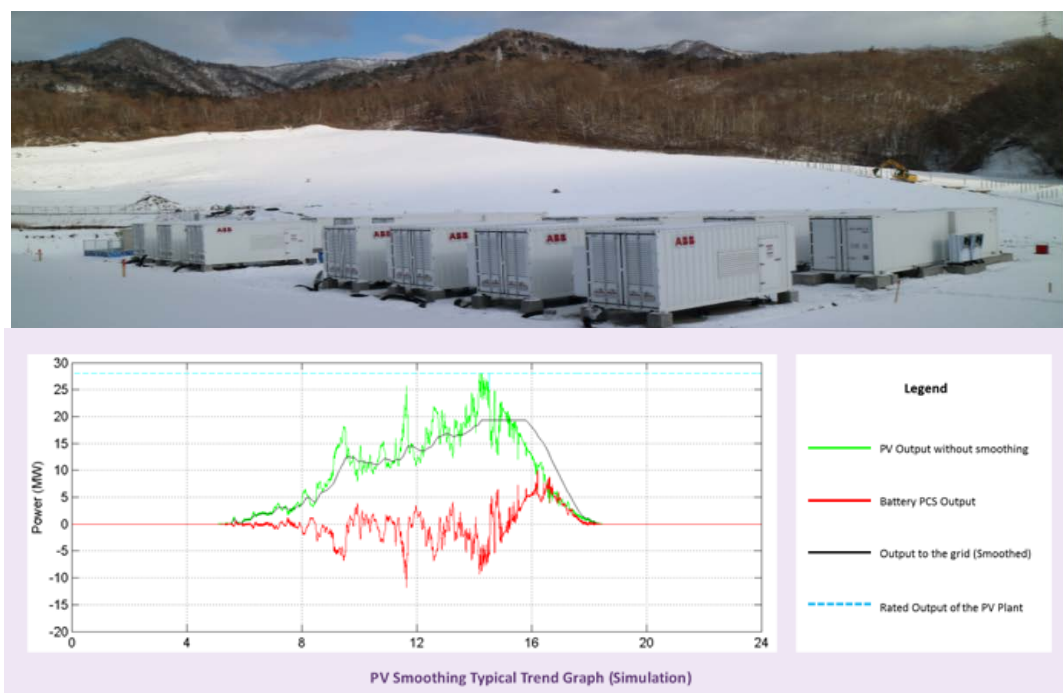 ABB
ABB
ABB
ABB
ABB
30
25
20
15
10
5
0
-5
-10
-15
-20
Power (MW)
0 4 8 12 16 20 24
Legend
PV Output without smoothing
Battery PCS Output
Output to the grid (Smoothed)
Rated Output of the PV Plant
PV Smoothing Typical Trend Graph (Simulation)